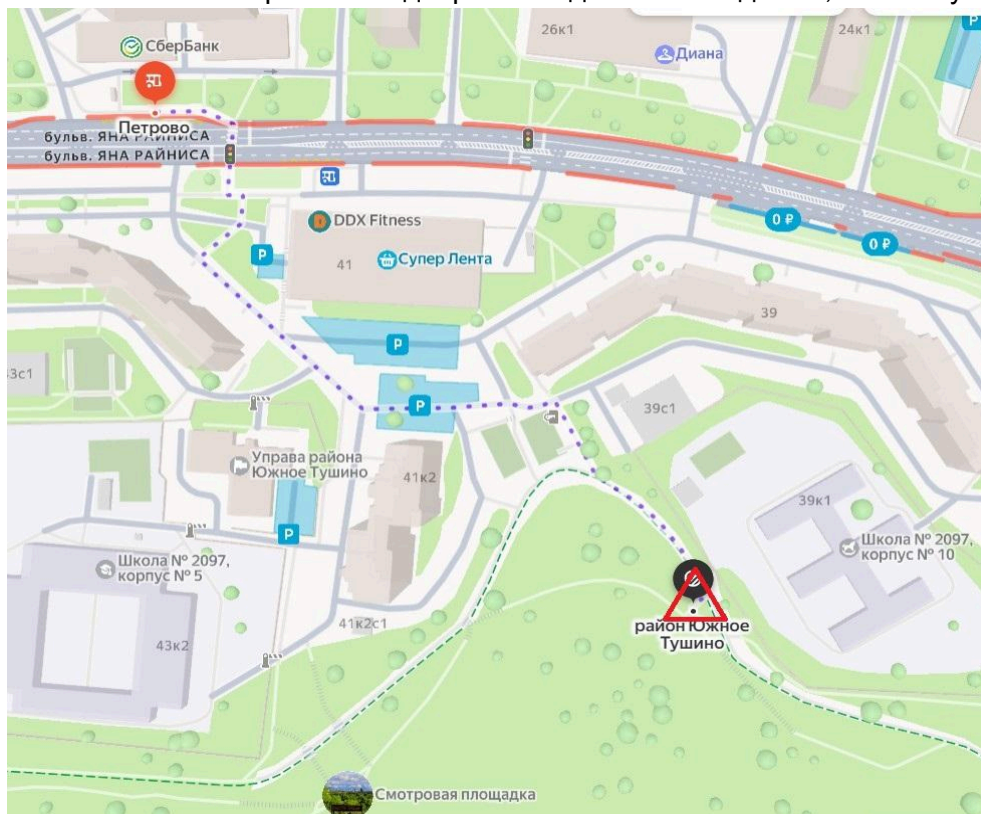 26к1
24к1
СберБанк
Диана
P
Петрово
бульв. ЯНА РАЙНИСА
бульв. ЯНА РАЙНИСА
DDX Fitness
0 ₽
0 ₽
P
41
Супер Лента
39
P
43с1
P
39с1
Управа района
Южное Тушино
41к2
39к1
P
Школа № 2097,
корпус № 10
Школа № 2097,
корпус № 5
район Южное
Тушино
41к2с1
43к2
Смотровая площадка